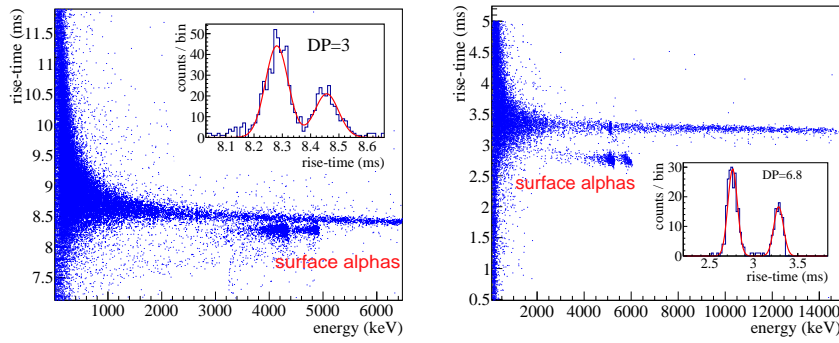 rise-time (ms)
11.5
11
10.5
10
9.5
9
8.5
8
7.5
1000 2000 3000 4000 5000 6000
energy (keV)
surface alphas
DP=3
counts / bin
50
40
30
20
10
0
8.1 8.2 8.3 8.4 8.5 8.6
rise-time (ms)
rise-time (ms)
5
4.5
4
3.5
3
2.5
2
1.5
1
0.5
2000 4000 6000 8000 10000 12000 14000
energy (keV)
surface alphas
DP=6.8
counts / bin
30
20
10
0
2.5 3 3.5
rise-time (ms)